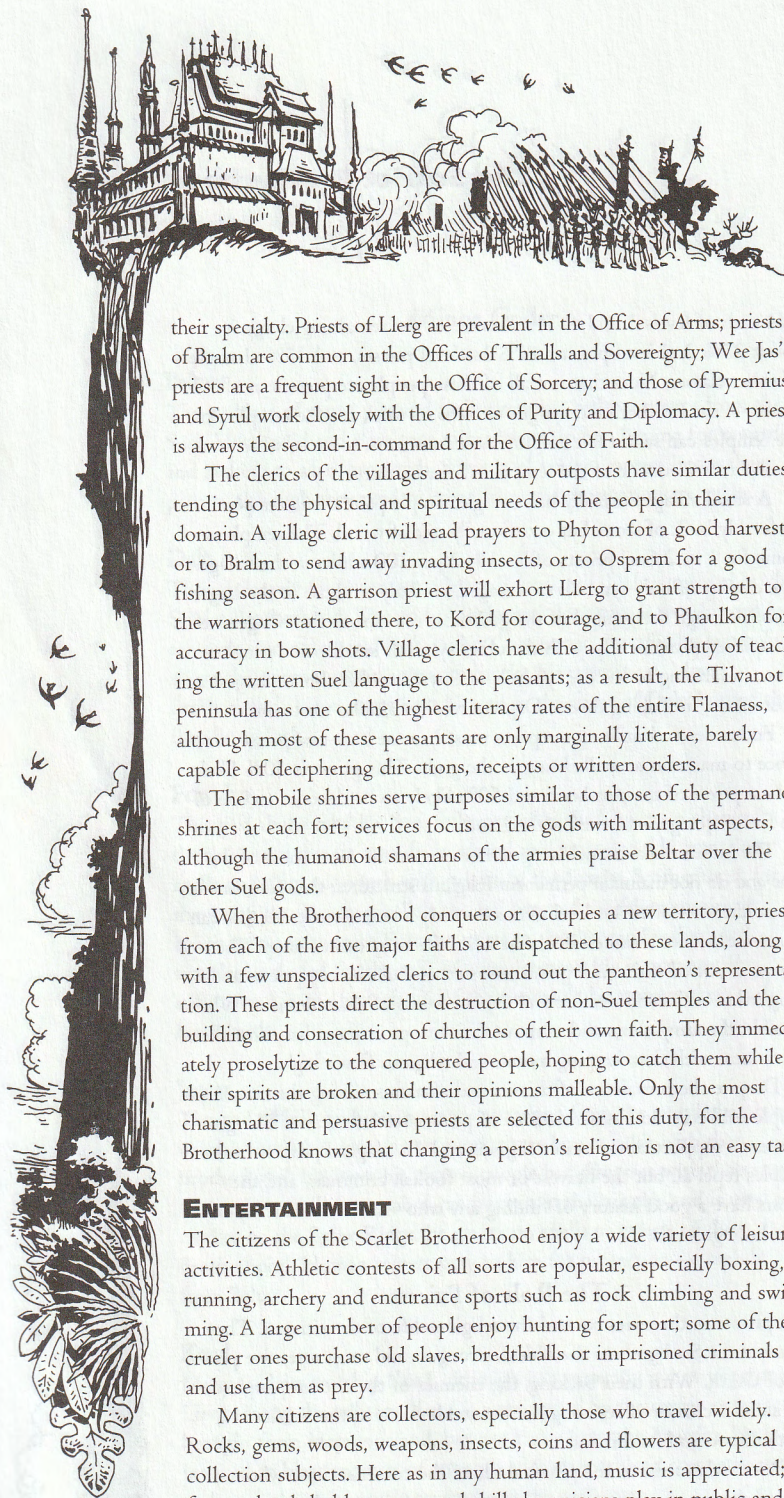 their specialty. Priests of Llerg are prevalent in the Office of Arms; priests
of Bralm are common in the Offices of Thralls and Sovereignty; Wee Jas'
priests are a frequent sight in the Office of Sorcery; and those of Pyremius
and Syrul work closely with the Offices of Purity and Diplomacy. A pries
is always the second-in-command for the Office of Faith.
The clerics of the villages and military outposts have similar duties
tending to the physical and spiritual needs of the people in their
domain. A village cleric will lead prayers to Phyton for a good harvest
or to Bralm to send away invading insects, or to Osprem for a good
fishing season. A garrison priest will exhort Llerg to grant strength to
the warriors stationed there, to Kord for courage, and to Phaulkon for
accuracy in bow shots. Village clerics have the additional duty of teac
ing the written Suel language to the peasants; as a result, the Tilvanot
peninsula has one of the highest literacy rates of the entire Flanaess,
although most of these peasants are only marginally literate, barely
capable of deciphering directions, receipts or written orders.
The mobile shrines serve purposes similar to those of the permane
shrines at each fort; services focus on the gods with militant aspects,
although the humanoid shamans of the armies praise Beltar over the
other Suel gods.
When the Brotherhood conquers or occupies a new territory, pries
from each of the five major faiths are dispatched to these lands, along
with a few unspecialized clerics to round out the pantheon's represent
tion. These priests direct the destruction of non-Suel temples and the
building and consecration of churches of their own faith. They immed
ately proselytize to the conquered people, hoping to catch them while
their spirits are broken and their opinions malleable. Only the most
charismatic and persuasive priests are selected for this duty, for the
Brotherhood knows that changing a person's religion is not an easy ta
ENTERTAINMENT
The citizens of the Scarlet Brotherhood enjoy a wide variety of leisur
activities. Athletic contests of all sorts are popular, especially boxing,
running, archery and endurance sports such as rock climbing and swi
ming. A large number of people enjoy hunting for sport; some of the
crueler ones purchase old slaves, bredthralls or imprisoned criminals
and use them as prey.
Many citizens are collectors, especially those who travel widely.
Rocks, gems, woods, weapons, insects, coins and flowers are typical
collection subjects. Here as in any human land, music is appreciated;